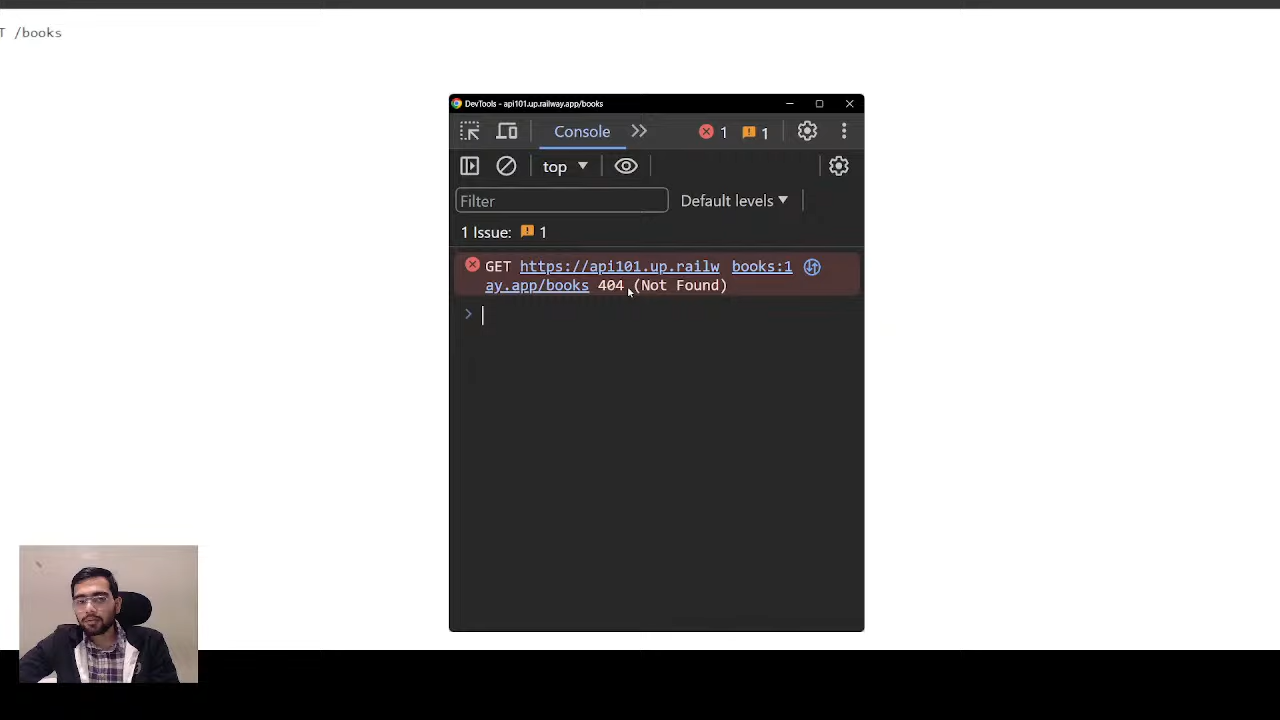 T /books
DevTools - api101.up.railway.app/books
Console
1
1
top
Filter
Default levels
1 Issue:
1
GET https://api101.up.railw books:1
ay.app/books 404 (Not Found)